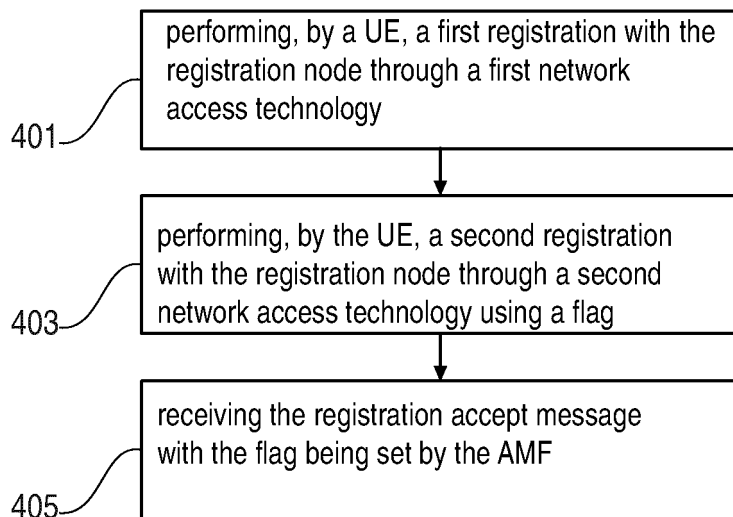 performing, by a UE, a first registration with the
registration node through a first network
access technology
401
performing, by the UE, a second registration
with the registration node through a second
network access technology using a flag
403
receiving the registration accept message
with the flag being set by the AMF
405